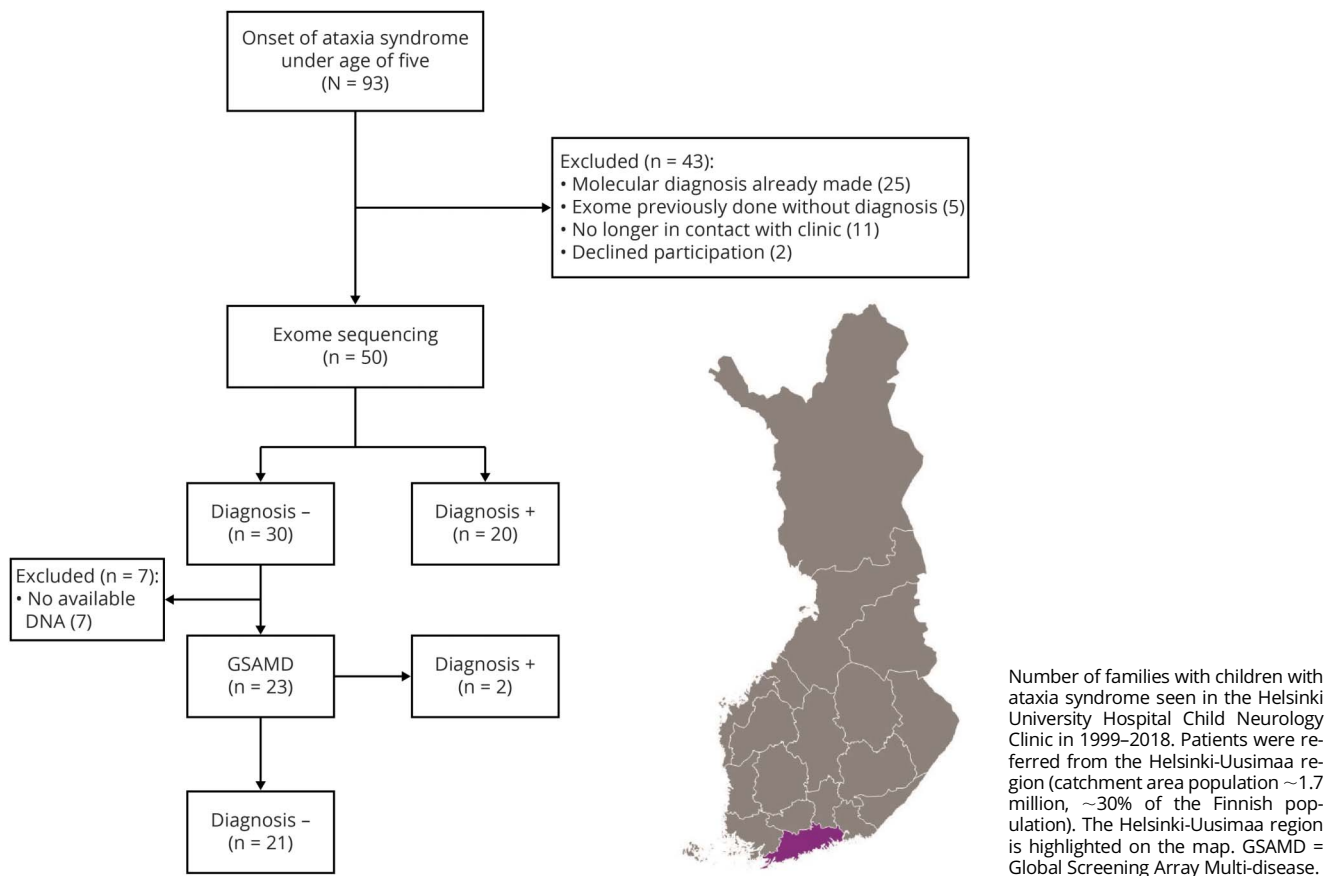 Onset of ataxia syndrome
under age of five
(N = 93)
Excluded (n = 43):
• Molecular diagnosis already made (25)
• Exome previously done without diagnosis (5)
• No longer in contact with clinic (11)
• Declined participation (2)
Exome sequencing
(n = 50)
Diagnosis –
(n = 30)
Diagnosis +
(n = 20)
Excluded (n = 7):
• No available
DNA (7)
GSAMD
(n = 23)
Diagnosis +
(n = 2)
Diagnosis –
(n = 21)
Number of families with children with
ataxia syndrome seen in the Helsinki
University Hospital Child Neurology
Clinic in 1999–2018. Patients were re-
ferred from the Helsinki-Uusimaa re-
gion (catchment area population ~1.7
million, ~30% of the Finnish pop-
ulation). The Helsinki-Uusimaa region
is highlighted on the map. GSAMD =
Global Screening Array Multi-disease.